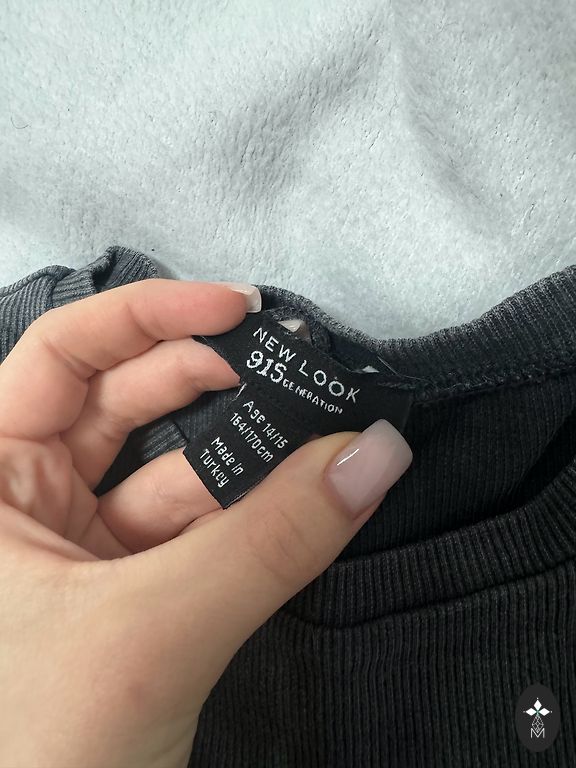 NEW LOOK
915 GENERATION
Age 14/15
164/170cm
Made in
Turkey
M